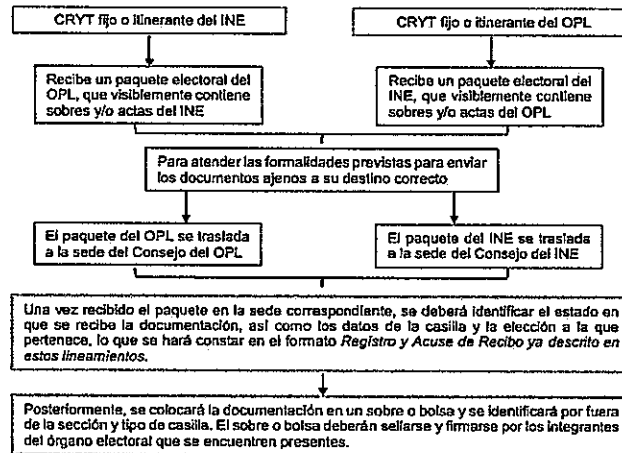 CRYT fijo o itinerante del INE
CRYT fijo o itinerante del OPL
Recibe un paquete electoral del
OPL, que visiblemente contiene
sobres y/o actas del INE
Recibe un paquete electoral del
INE, que visiblemente contiene
sobres y/o actas del OPL
Para atender las formalidades previstas para enviar
los documentos ajenos a su destino correcto
El paquete del OPL se traslada
a la sede del Consejo del OPL
El paquete del INE se traslada
a la sede del Consejo del INE
Una vez recibido el paquete en la sede correspondiente, se deberá identificar el estado en
que se recibe la documentación, así como los datos de la casilla y la elección a la que
pertenece, lo que se hará constar en el formato Registro y Acuse de Recibo ya descrito en
estos lineamientos.
Posteriormente, se colocará la documentación en un sobre o bolsa y se identificará por fuera
de la sección y tipo de casilla. El sobre o bolsa deberán sellarse y firmarse por los integrantes
del órgano electoral que se encuentren presentes.